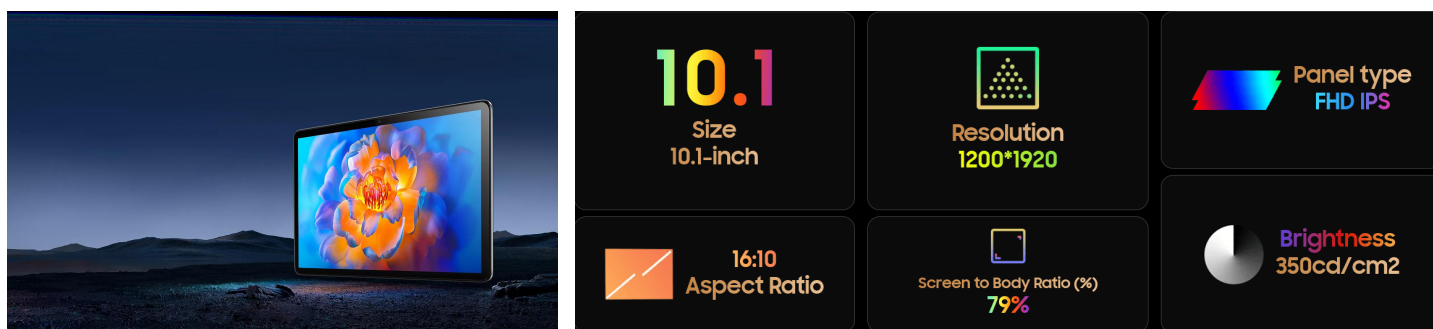 10.1
Size
10.1-inch
Resolution
1200*1920
Panel type
FHD IPS
16:10
Aspect Ratio
Screen to Body Ratio (%)
79%
Brightness
350cd/cm2